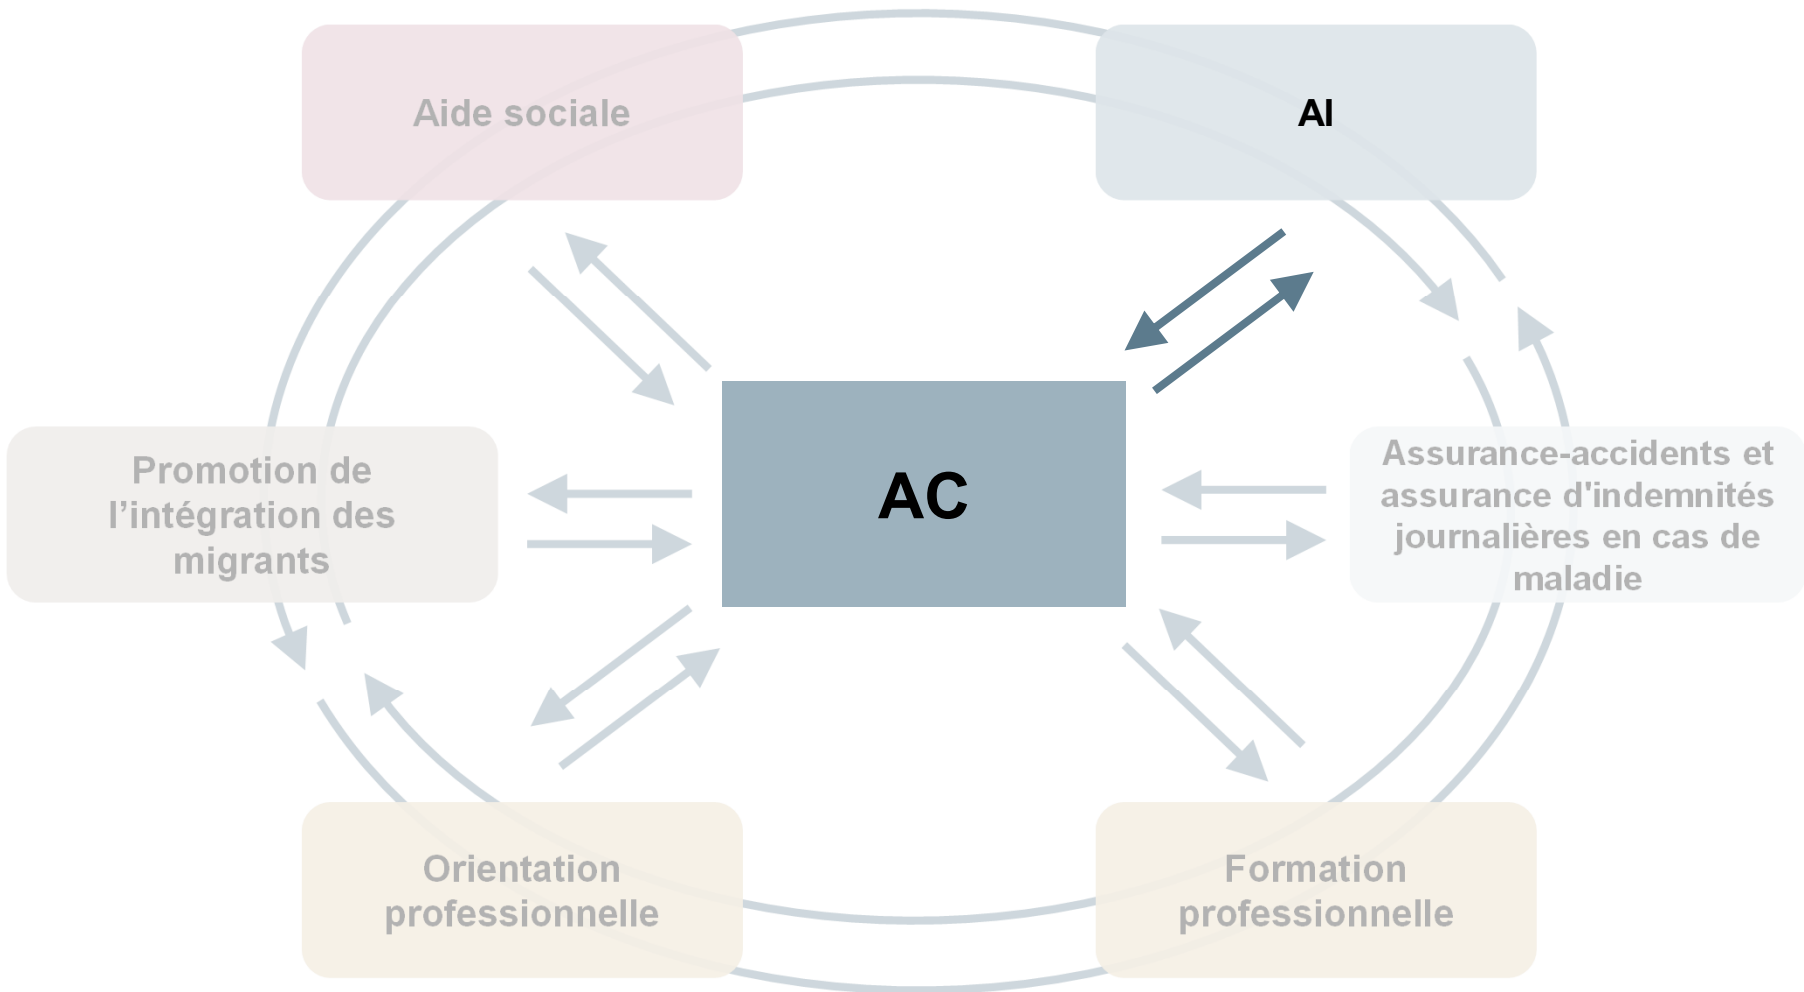 Aide sociale
AI
Promotion de
l’intégration des
migrants
AC
Assurance-accidents et
assurance d'indemnités
journalières en cas de
maladie
Orientation
professionnelle
Formation
professionnelle